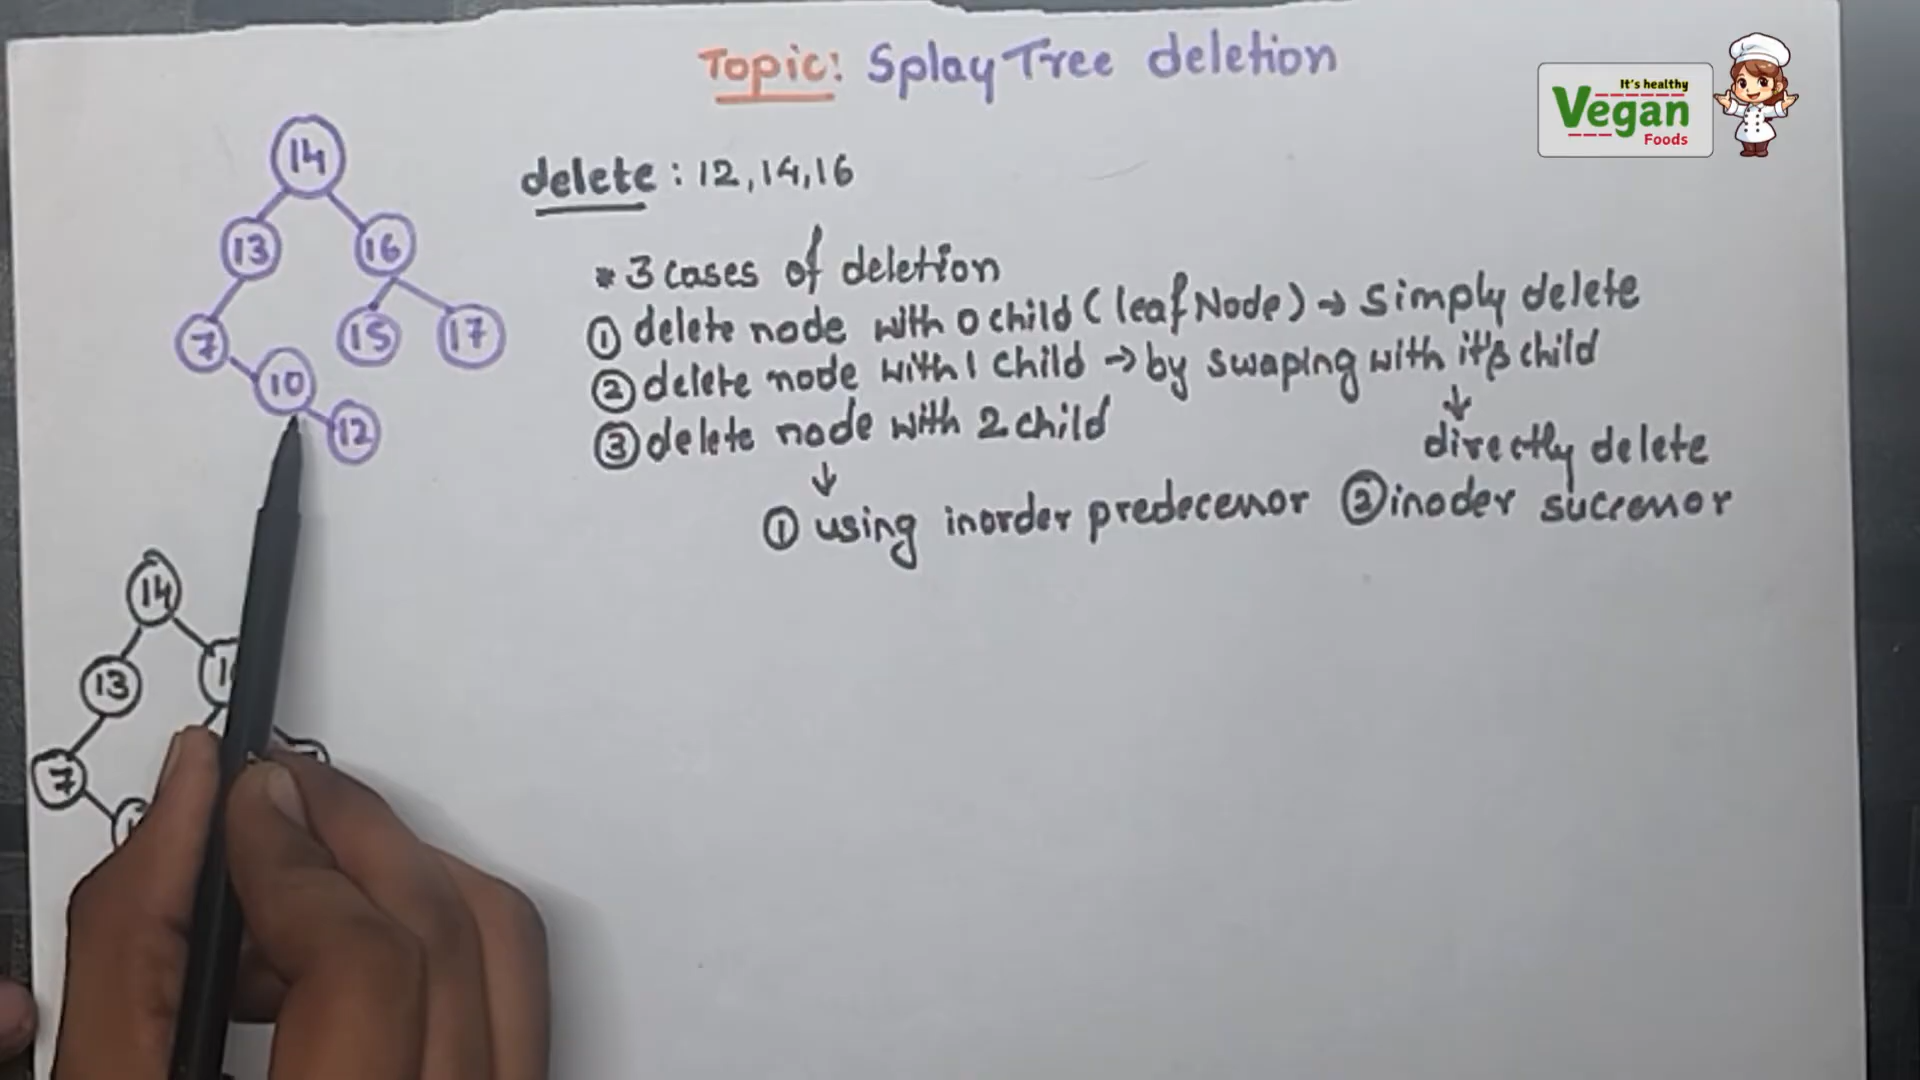 Topic: Splay Tree deletion
It's healthy
Vegan
Foods
14
delete : 12,14,16
13
16
* 3 cases of deletion
① delete node with 0 child (leaf Node) → simply delete
7
15
17
② delete node with 1 child → by swaping with it's child
10
③ delete node with 2 child
12
↓
directly delete
↓
① using inorder predecenor ② inoder succenor
14
13
7